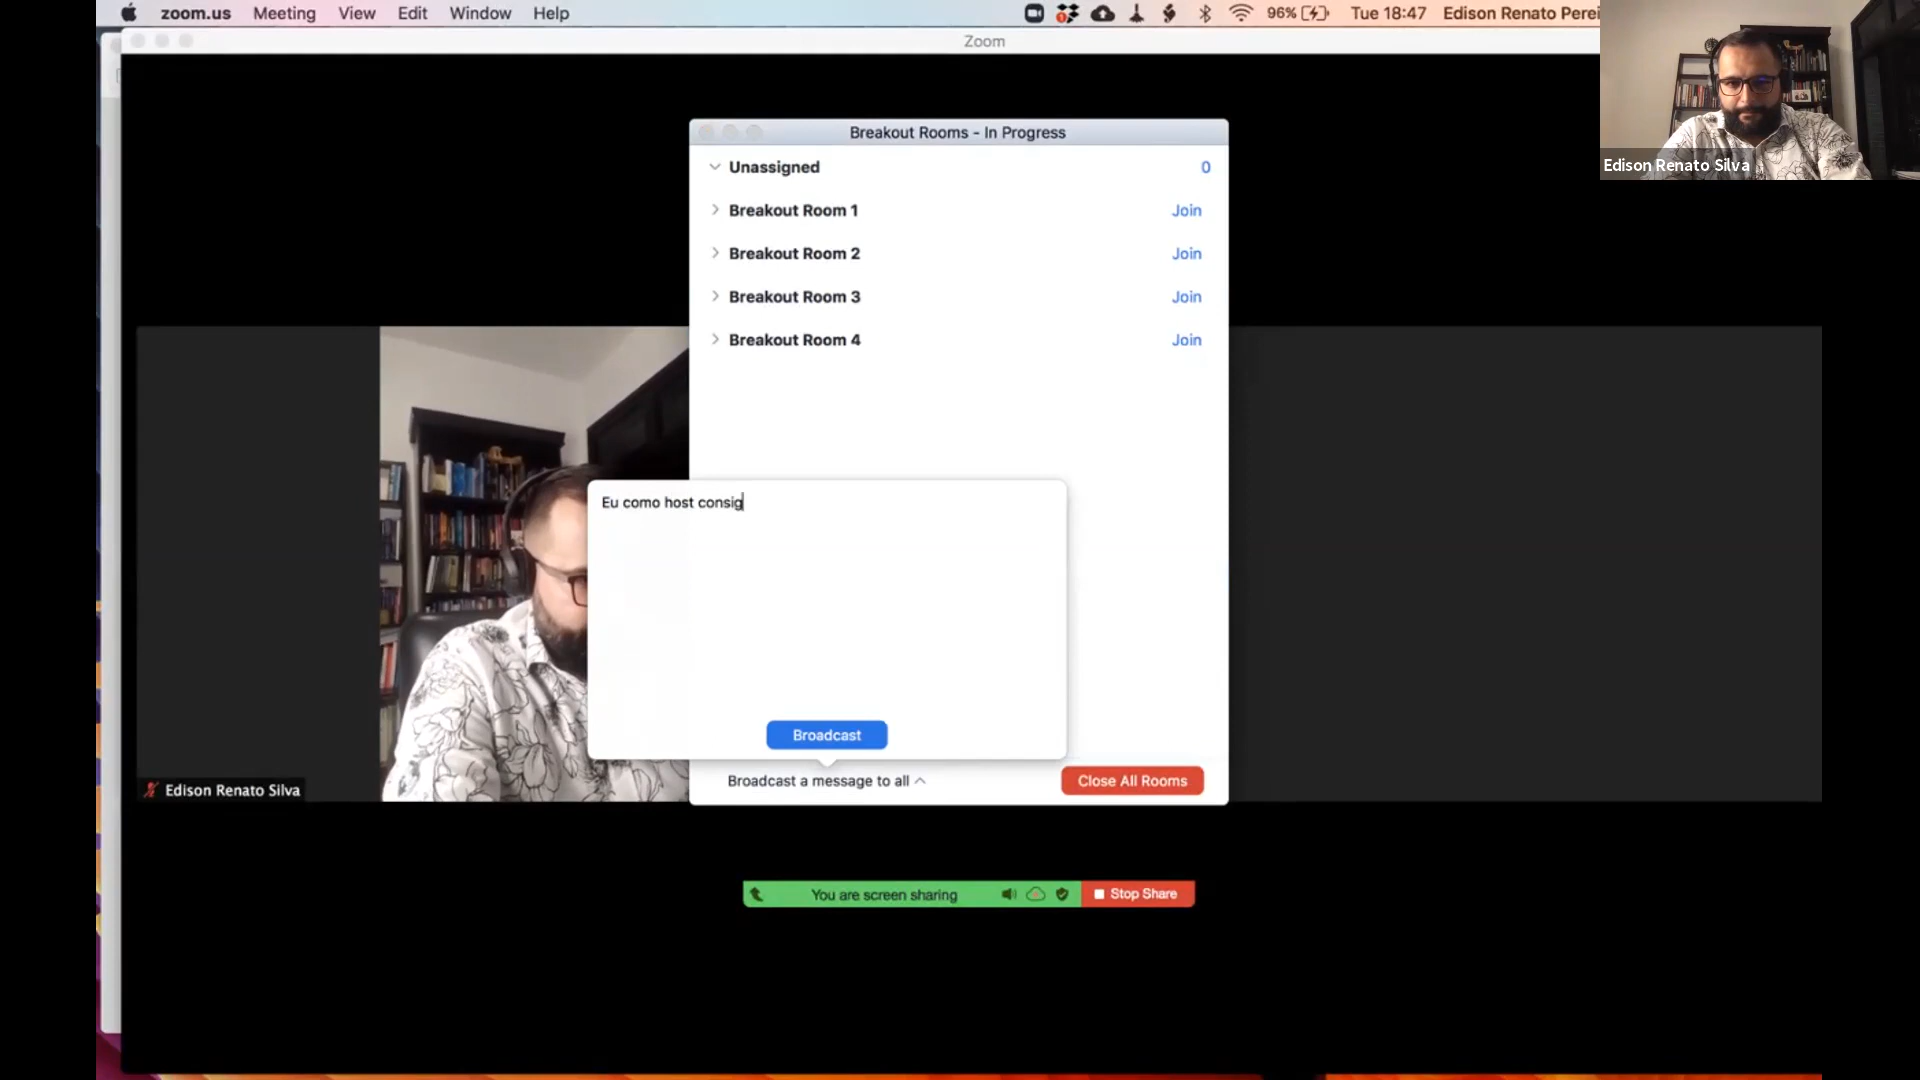 zoom.us Meeting View Edit Window Help 96% Tue 18:47 Edison Renato Perei
Zoom
Edison Renato Silva
Breakout Rooms - In Progress
Unassigned 0
Breakout Room 1 Join
Breakout Room 2 Join
Breakout Room 3 Join
Breakout Room 4 Join
Eu como host consig
Broadcast
Broadcast a message to all
Close All Rooms
Edison Renato Silva
You are screen sharing
Stop Share